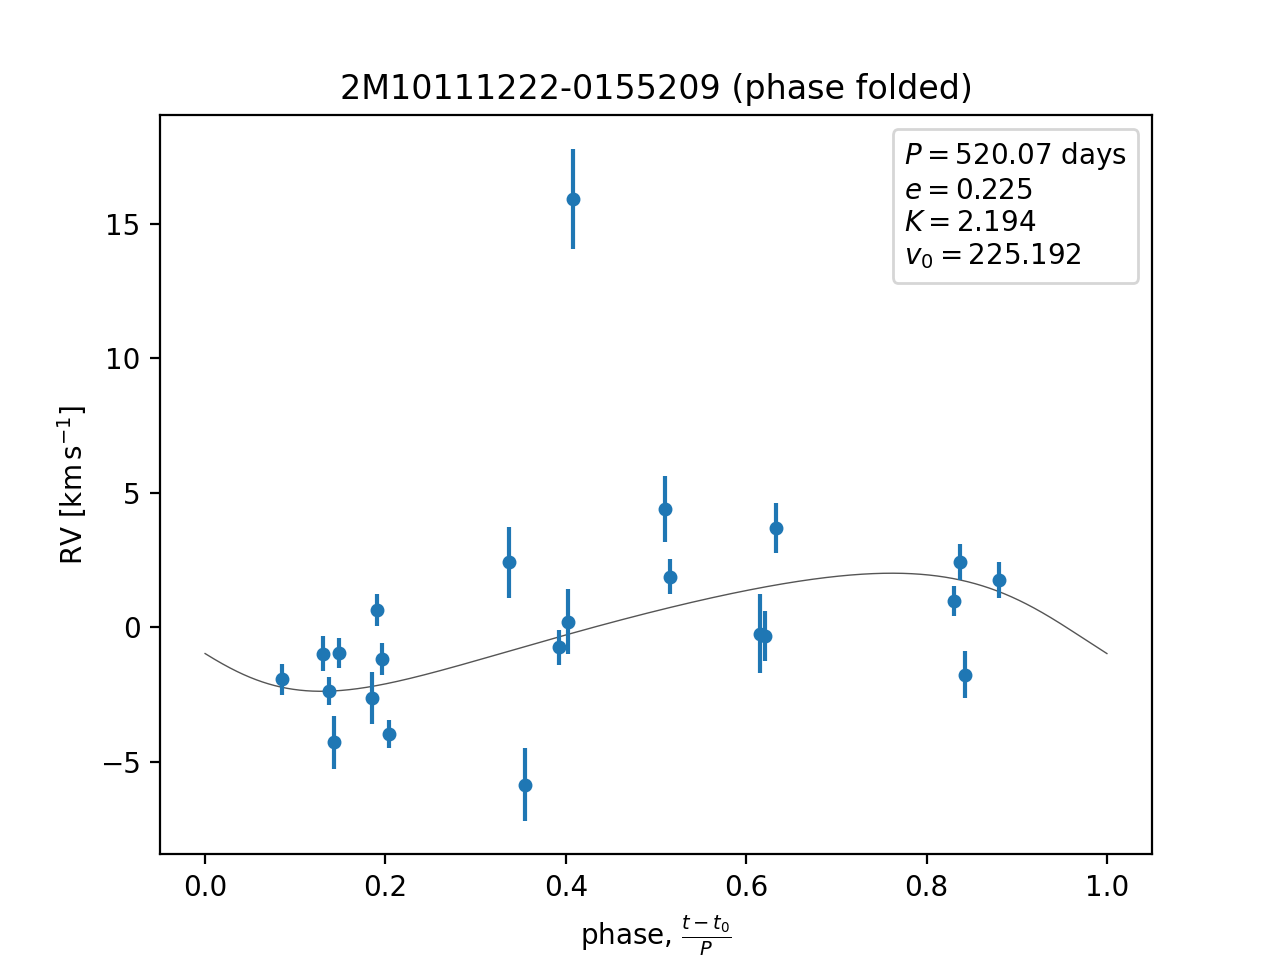 2M10111222-0155209 (phase folded)
P = 520.07 days
e = 0.225
K = 2.194
v₀ = 225.192
RV [km s⁻¹]
15
10
5
0
−5
0.0 0.2 0.4 0.6 0.8 1.0
phase, (t − t₀)/P